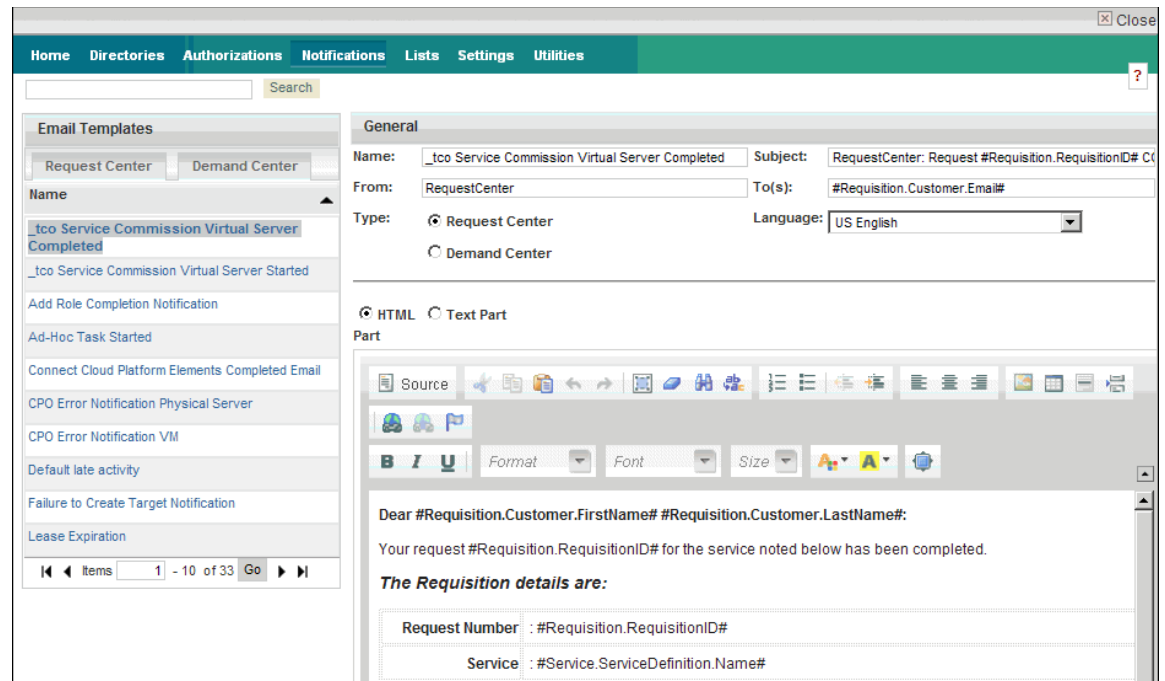 Close
Home Directories Authorizations Notifications Lists Settings Utilities
?
Search
Email Templates
Request Center Demand Center
Name
_tco Service Commission Virtual Server
Completed
_tco Service Commission Virtual Server Started
Add Role Completion Notification
Ad-Hoc Task Started
Connect Cloud Platform Elements Completed Email
CPO Error Notification Physical Server
CPO Error Notification VM
Default late activity
Failure to Create Target Notification
Lease Expiration
Items 1 - 10 of 33 Go
General
Name: _tco Service Commission Virtual Server Completed Subject: RequestCenter: Request #Requisition.RequisitionID#
From: RequestCenter To(s): #Requisition.Customer.Email#
Type: Request Center Language: US English
Demand Center
HTML Text Part
Part
Source
B I U Format Font Size A A
Dear #Requisition.Customer.FirstName# #Requisition.Customer.LastName#:
Your request #Requisition.RequisitionID# for the service noted below has been completed.
The Requisition details are:
Request Number : #Requisition.RequisitionID#
Service : #Service.ServiceDefinition.Name#